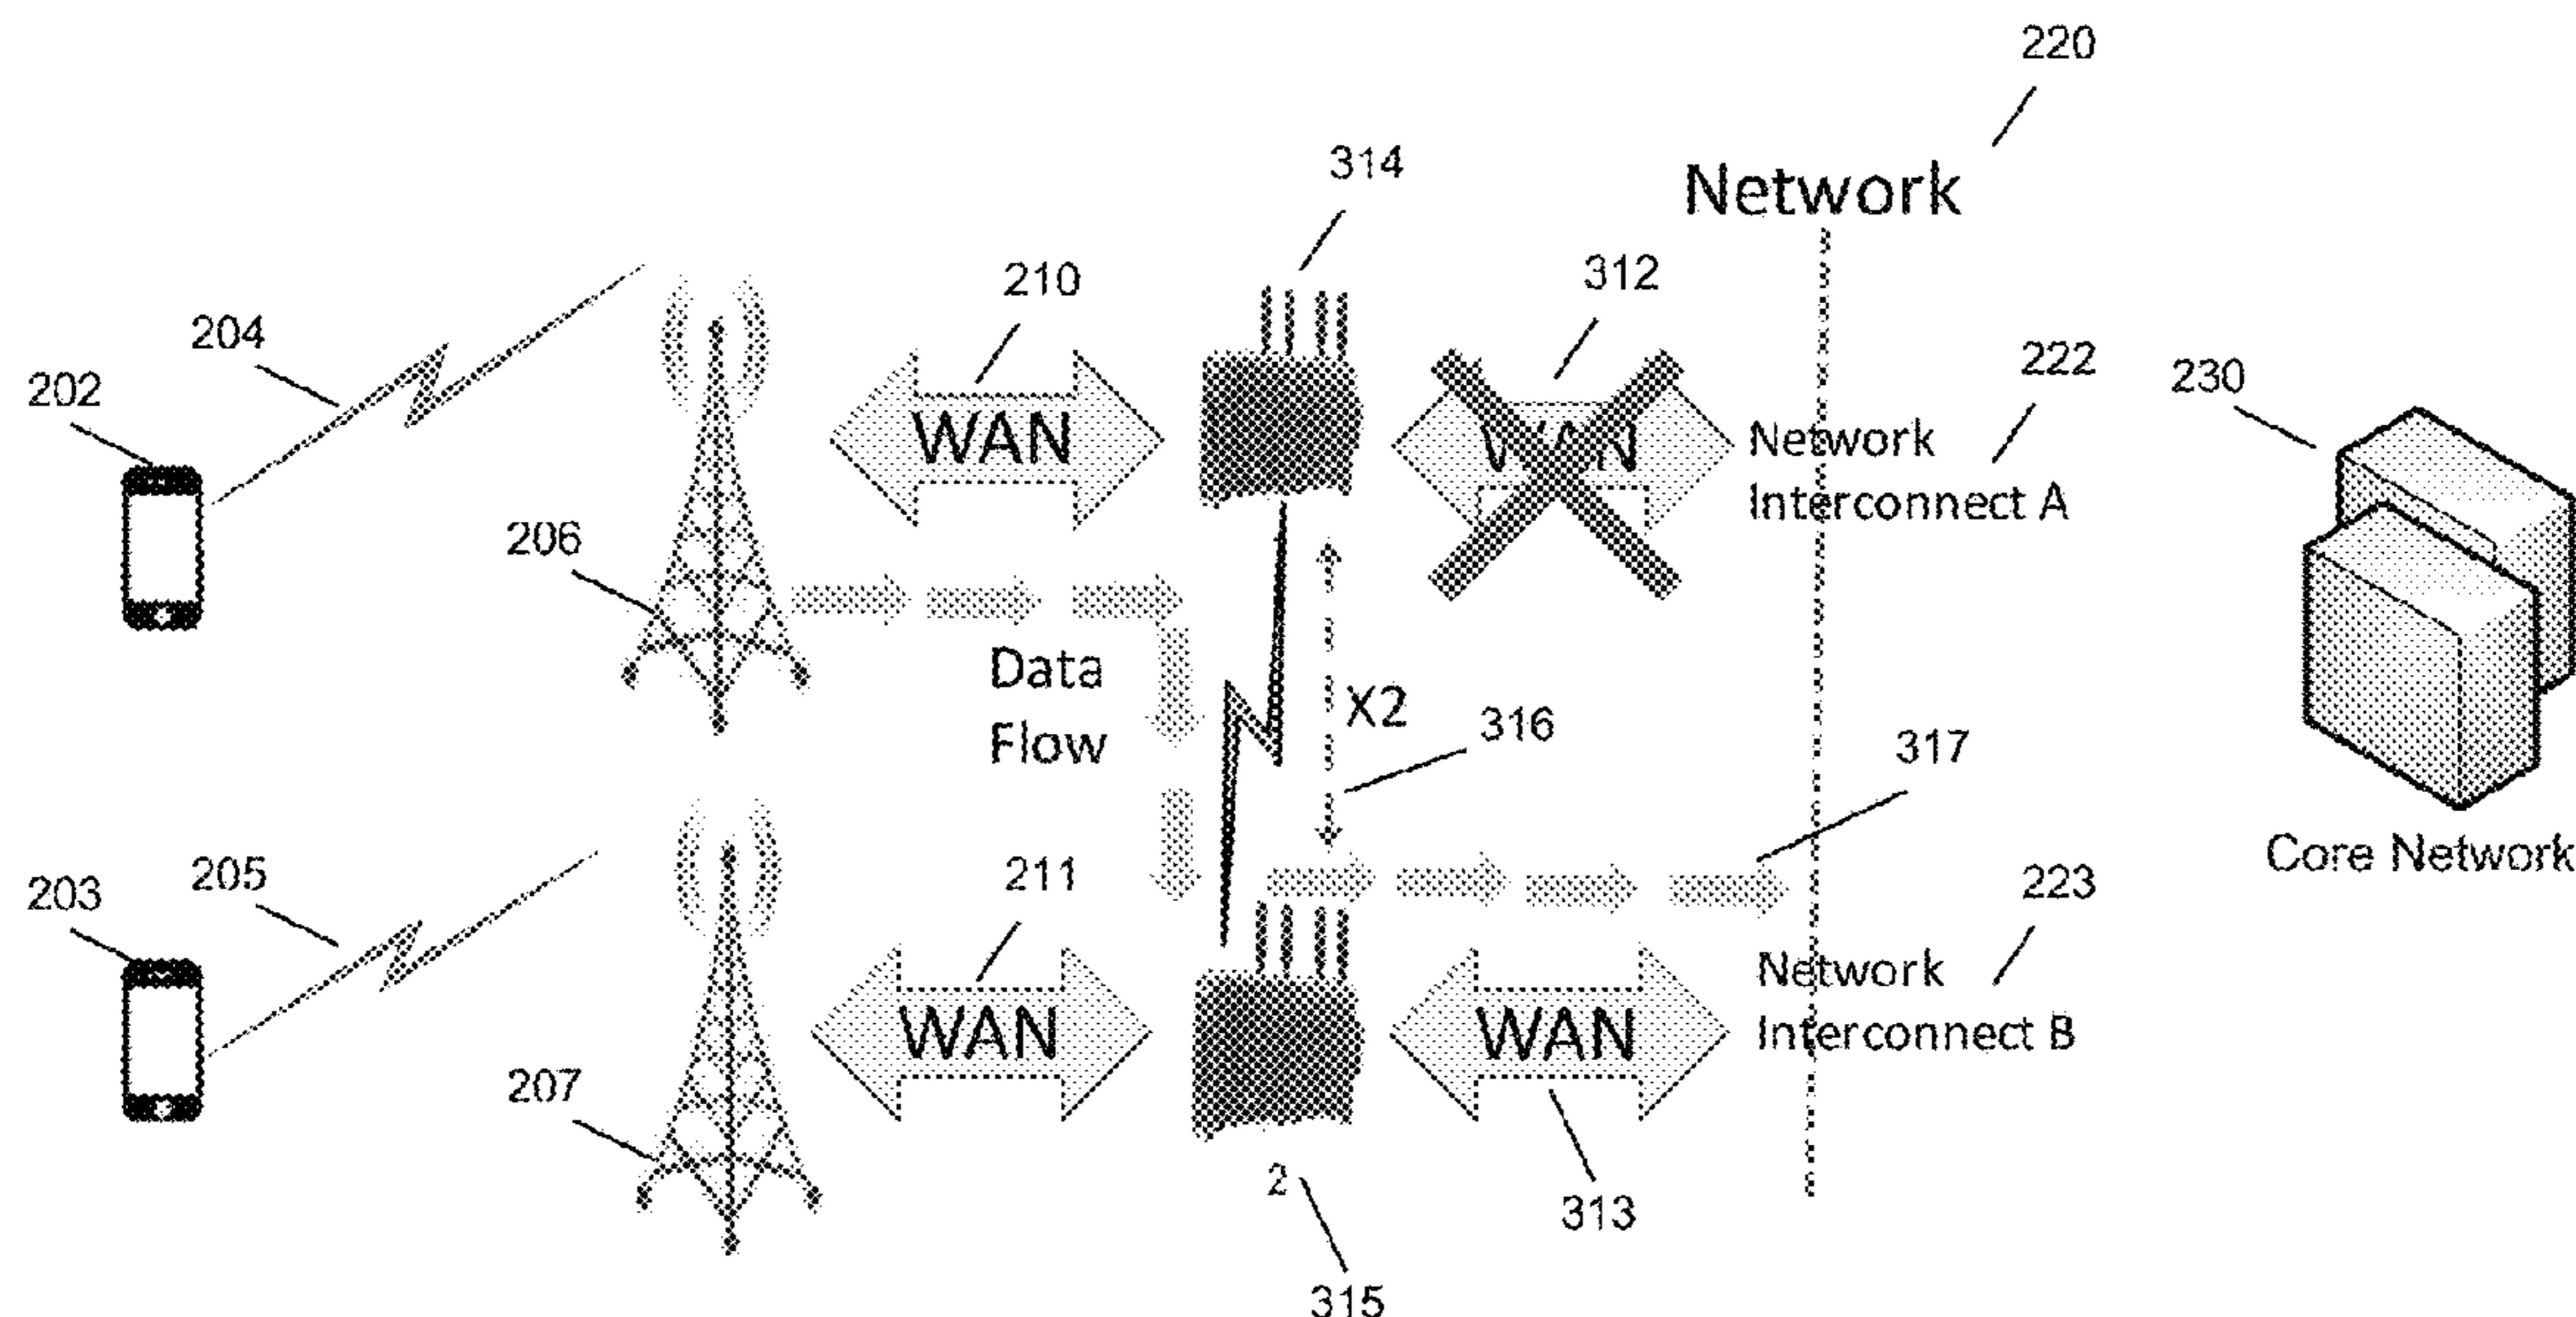 220
314
Network
210
312
204
222
230
202
WAN
WAN
Network
Interconnect A
206
Data
Flow
X2
316
317
Core Network
203
205
211
223
Network
Interconnect B
WAN
WAN
207
2
313
315